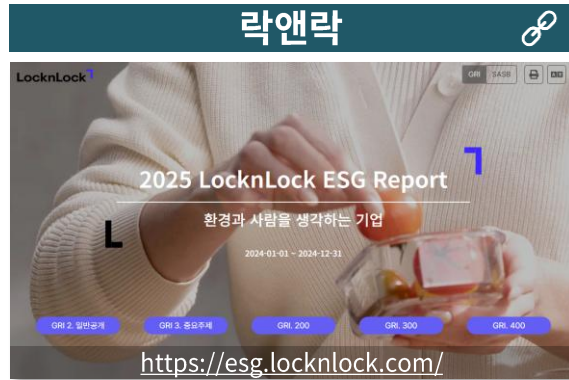 락앤락
LocknLock
GRI SASB
2025 LocknLock ESG Report
환경과 사람을 생각하는 기업
2024-01-01 ~ 2024-12-31
GRI 2. 일반공개 GRI 3. 중요주제 GRI. 200 GRI. 300 GRI. 400
https://esg.locknlock.com/